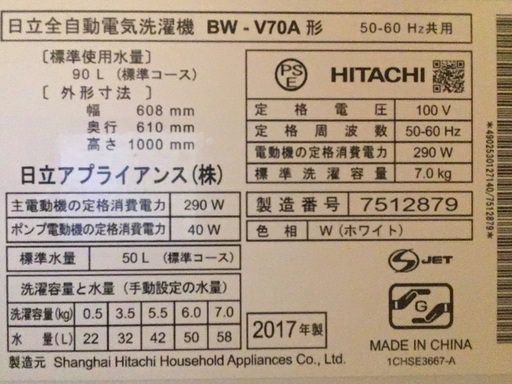 日立全自動電気洗濯機 BW-V70A 形 50-60 Hz共用
〔標準使用水量〕
90 L (標準コース)
〔 外形寸法 〕
幅 608 mm
奥行 610 mm
高さ 1000 mm
日立アプライアンス(株)
主電動機の定格消費電力 290 W
ポンプ電動機の定格消費電力 40 W
標準水量 50 L (標準コース)
洗濯容量と水量 (手動設定の水量)
洗濯容量(kg) 0.5 3.5 5.5 6.0 7.0
水 量(L) 22 32 42 50 58
製造元 Shanghai Hitachi Household Appliances Co., Ltd.
PSE HITACHI
定格電圧 100 V
定格周波数 50-60 Hz
電動機の定格消費電力 290 W
標準洗濯容量 7.0kg
製造番号 7512879
色相 W (ホワイト)
2017 年製
S JET
G
MADE IN CHINA
1CHSE3667-A
*4902530127140/7512879*